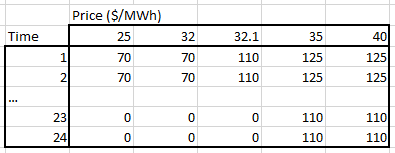 Price ($/MWh)
Time 25 32 32.1 35 40
1 70 70 110 125 125
2 70 70 110 125 125
...
23 0 0 0 110 110
24 0 0 0 110 110